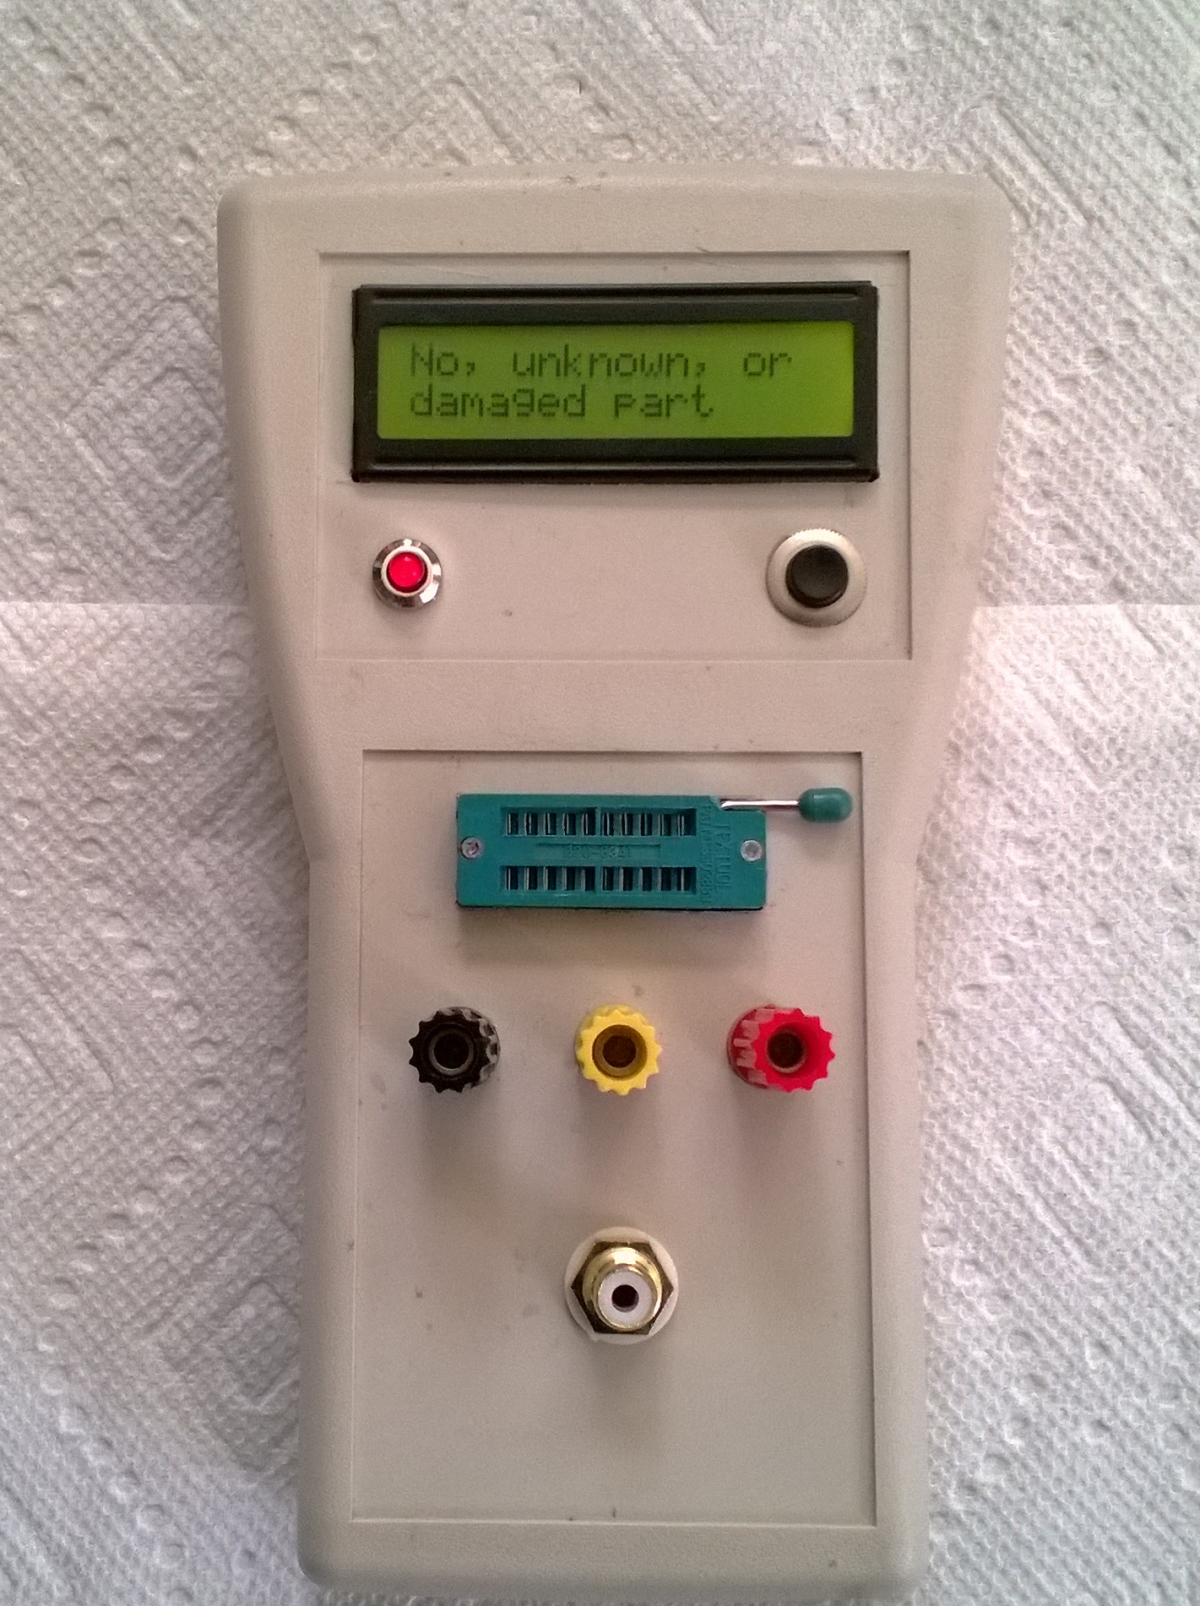 No, unknown, or
damaged part